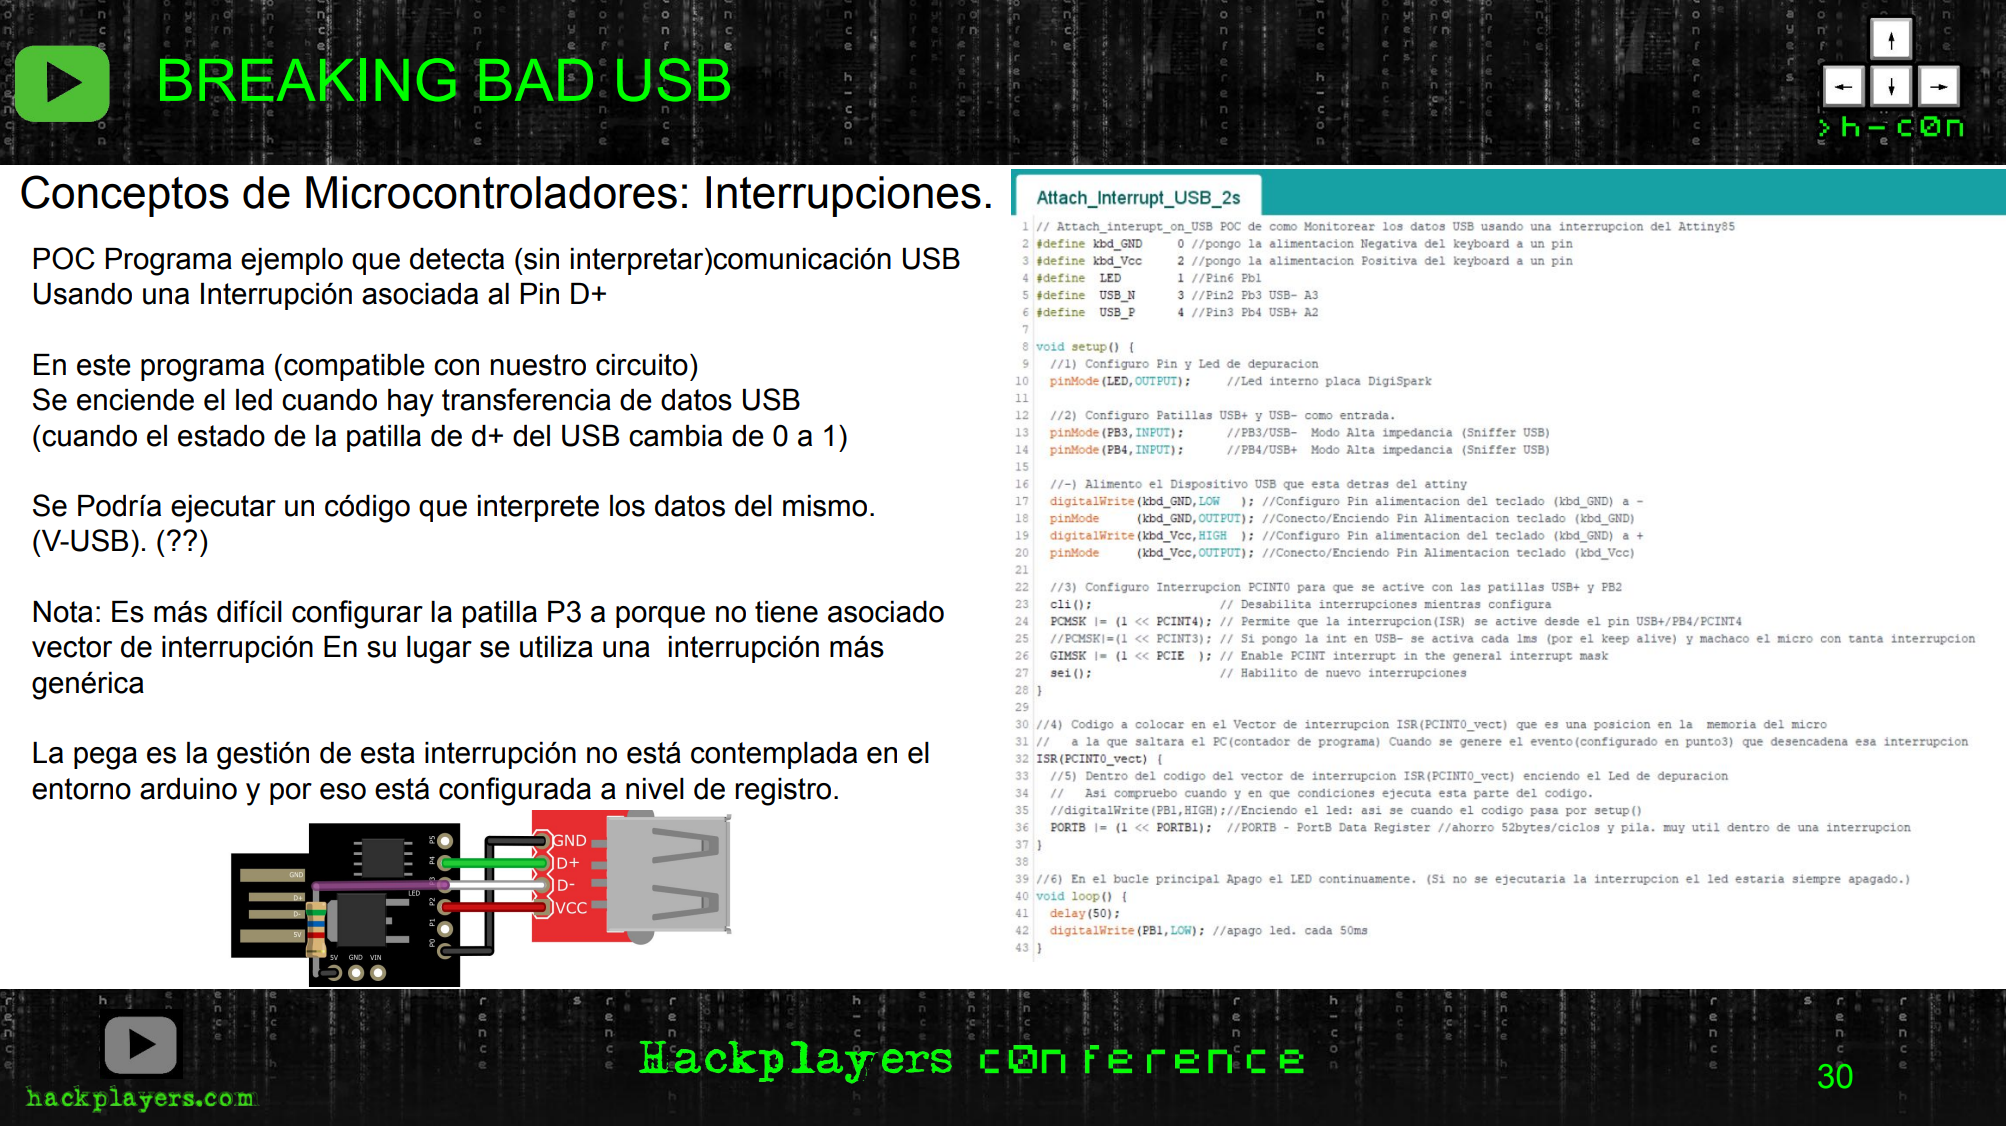 BREAKING BAD USB
>h-c0n
Conceptos de Microcontroladores: Interrupciones.
POC Programa ejemplo que detecta (sin interpretar)comunicación USB
Usando una Interrupción asociada al Pin D+
En este programa (compatible con nuestro circuito)
Se enciende el led cuando hay transferencia de datos USB
(cuando el estado de la patilla de d+ del USB cambia de 0 a 1)
Se Podría ejecutar un código que interprete los datos del mismo.
(V-USB). (??)
Nota: Es más difícil configurar la patilla P3 a porque no tiene asociado
vector de interrupción En su lugar se utiliza una  interrupción más
genérica
La pega es la gestión de esta interrupción no está contemplada en el
entorno arduino y por eso está configurada a nivel de registro.
GND
D+
D-
5V
P5
P4
P3
P2
P1
P0
LED
5V GND VIN
GND
D+
D-
VCC
Attach_Interrupt_USB_2s
1 // Attach_interupt_on_USB POC de como Monitorear los datos USB usando una interrupcion del Attiny85
2 #define kbd_GND     0 //pongo la alimentacion Negativa del keyboard a un pin
3 #define kbd_Vcc     2 //pongo la alimentacion Positiva del keyboard a un pin
4 #define  LED        1 //Pin6 Pb1
5 #define  USB_N      3 //Pin2 Pb3 USB- A3
6 #define  USB_P      4 //Pin3 Pb4 USB+ A2
7
8 void setup() {
9   //1) Configuro Pin y Led de depuracion
10   pinMode(LED,OUTPUT);     //Led interno placa DigiSpark
11
12   //2) Configuro Patillas USB+ y USB- como entrada.
13   pinMode(PB3,INPUT);      //PB3/USB-  Modo Alta impedancia (Sniffer USB)
14   pinMode(PB4,INPUT);      //PB4/USB+  Modo Alta impedancia (Sniffer USB)
15
16   //-) Alimento el Dispositivo USB que esta detras del attiny
17   digitalWrite(kbd_GND,LOW   ); //Configuro Pin alimentacion del teclado (kbd_GND) a -
18   pinMode     (kbd_GND,OUTPUT); //Conecto/Enciendo Pin Alimentacion teclado (kbd_GND)
19   digitalWrite(kbd_Vcc,HIGH  ); //Configuro Pin alimentacion del teclado (kbd_GND) a +
20   pinMode     (kbd_Vcc,OUTPUT); //Conecto/Enciendo Pin Alimentacion teclado (kbd_Vcc)
21
22   //3) Configuro Interrupcion PCINT0 para que se active con las patillas USB+ y PB2
23   cli();                  // Desabilita interrupciones mientras configura
24   PCMSK |= (1 << PCINT4); // Permite que la interrupcion(ISR) se active desde el pin USB+/PB4/PCINT4
25   //PCMSK|=(1 << PCINT3); // Si pongo la int en USB- se activa cada 1ms (por el keep alive) y machaco el micro con tanta interrupcion
26   GIMSK |= (1 << PCIE  ); // Enable PCINT interrupt in the general interrupt mask
27   sei();                  // Habilito de nuevo interrupciones
28 }
29
30 //4) Codigo a colocar en el Vector de interrupcion ISR(PCINT0_vect) que es una posicion en la  memoria del micro
31 //   a la que saltara el PC(contador de programa) Cuando se genere el evento(configurado en punto3) que desencadena esa interrupcion
32 ISR(PCINT0_vect) {
33   //5) Dentro del codigo del vector de interrupcion ISR(PCINT0_vect) enciendo el Led de depuracion
34   //   Asi compruebo cuando y en que condiciones ejecuta esta parte del codigo.
35   //digitalWrite(PB1,HIGH);//Enciendo el led: asi se cuando el codigo pasa por setup()
36   PORTB |= (1 << PORTB1);  //PORTB - PortB Data Register //ahorro 52bytes/ciclos y pila. muy util dentro de una interrupcion
37 }
38
39 //6) En el bucle principal Apago el LED continuamente. (Si no se ejecutaria la interrupcion el led estaria siempre apagado.)
40 void loop() {
41   delay(50);
42   digitalWrite(PB1,LOW); //apago led. cada 50ms
43 }
hackplayers.com
Hackplayers c0nference
30